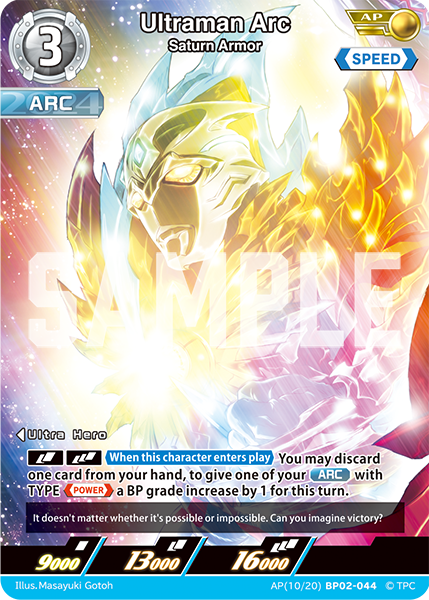 Ultraman Arc
Saturn Armor
3
AP
SPEED
ARC
24
SAMPLE
Ultra Hero
When this character enters play You may discard
one card from your hand, to give one of your ARC with
TYPE POWER a BP grade increase by 1 for this turn.
It doesn't matter whether it's possible or impossible. Can you imagine victory?
9000
13000
16000
Illus.Masayuki Gotoh
AP(10/20) BP02-044 © TPC